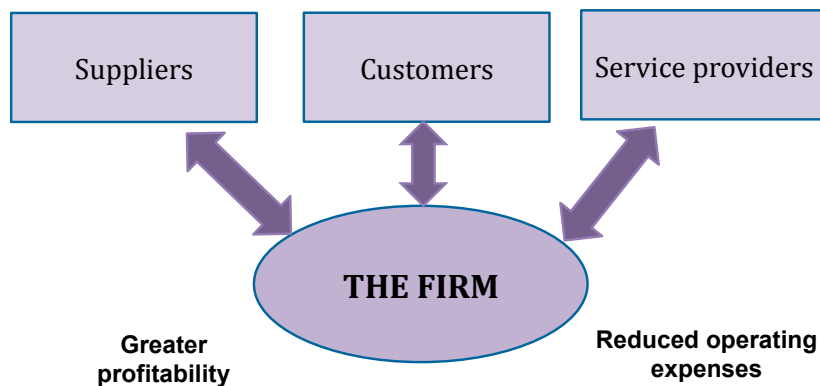 Suppliers
Customers
Service providers
THE FIRM
Greater
profitability
Reduced operating
expenses